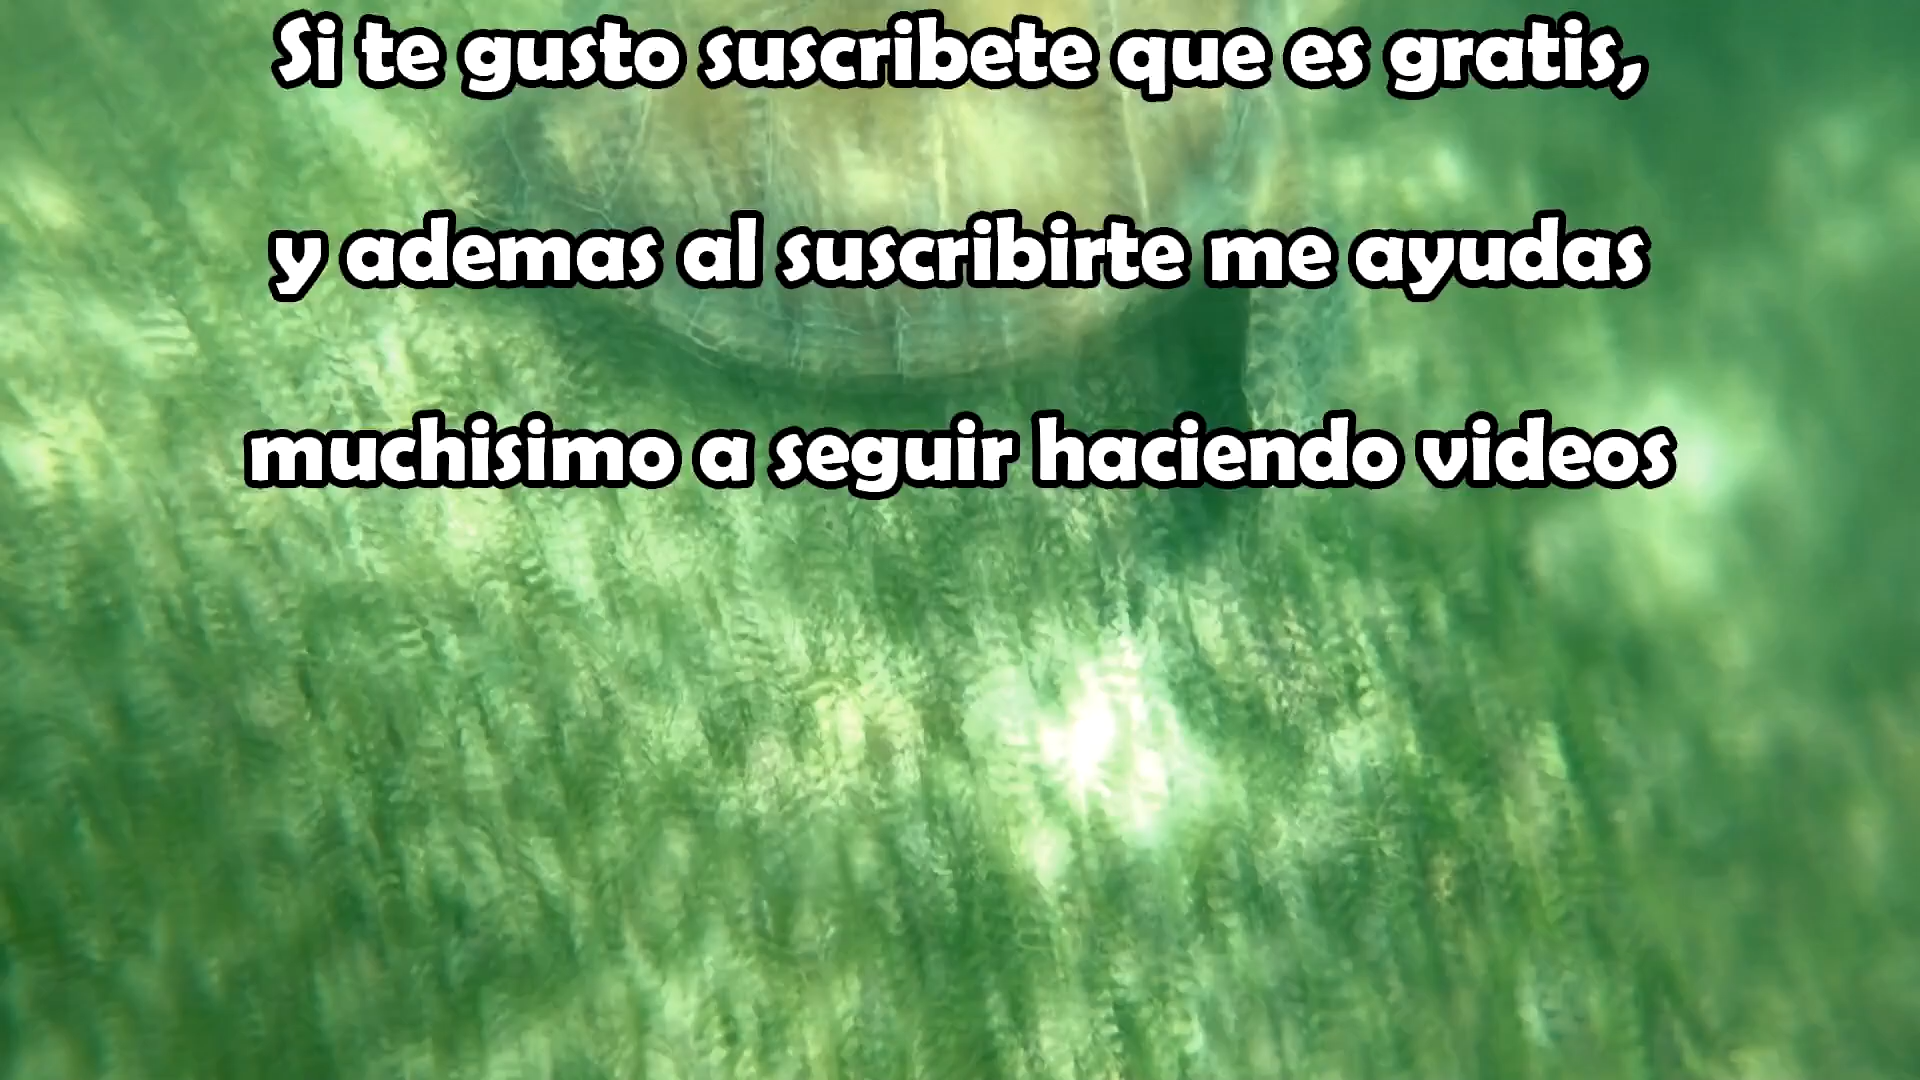 Si te gusto suscribete que es gratis,
y ademas al suscribirte me ayudas
muchisimo a seguir haciendo videos